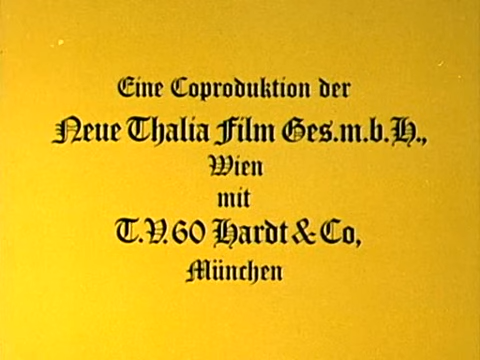 Eine Coproduktion der
Neue Thalia Film Ges.m.b.H.,
Wien
mit
T.V.60 Hardt & Co,
München